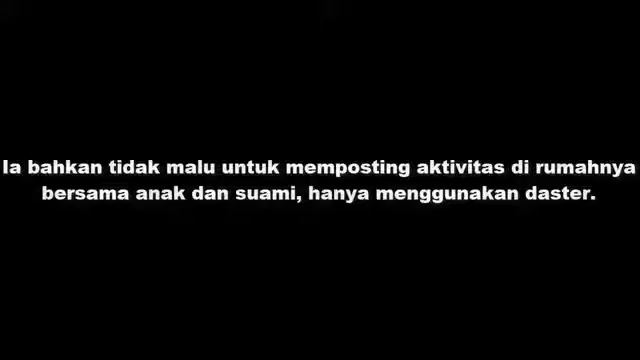 Ia bahkan tidak malu untuk memposting aktivitas di rumahnya
bersama anak dan suami, hanya menggunakan daster.